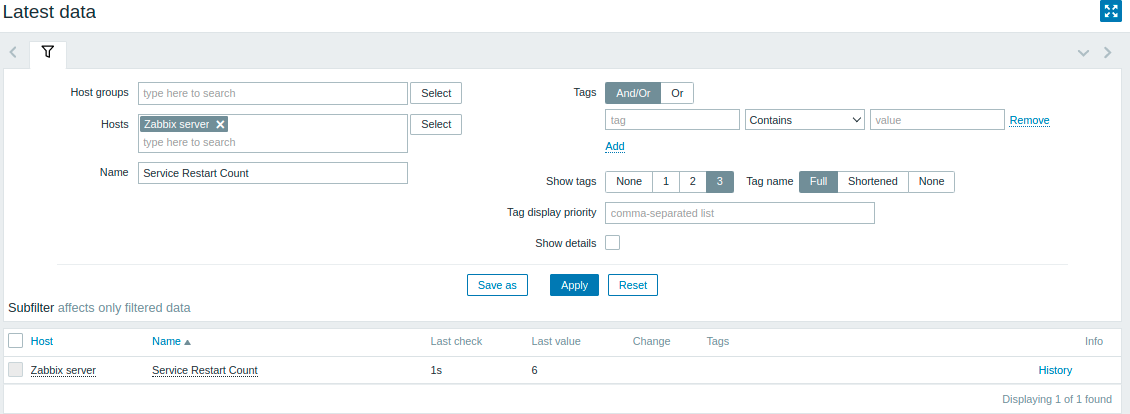 Latest data
Host groups type here to search Select
Hosts Zabbix server Select
type here to search
Name Service Restart Count
Tags And/Or Or
tag Contains value Remove
Add
Show tags None 1 2 3 Tag name Full Shortened None
Tag display priority comma-separated list
Show details
Save as Apply Reset
Subfilter affects only filtered data
Host Name Last check Last value Change Tags Info
Zabbix server Service Restart Count 1s 6 History
Displaying 1 of 1 found